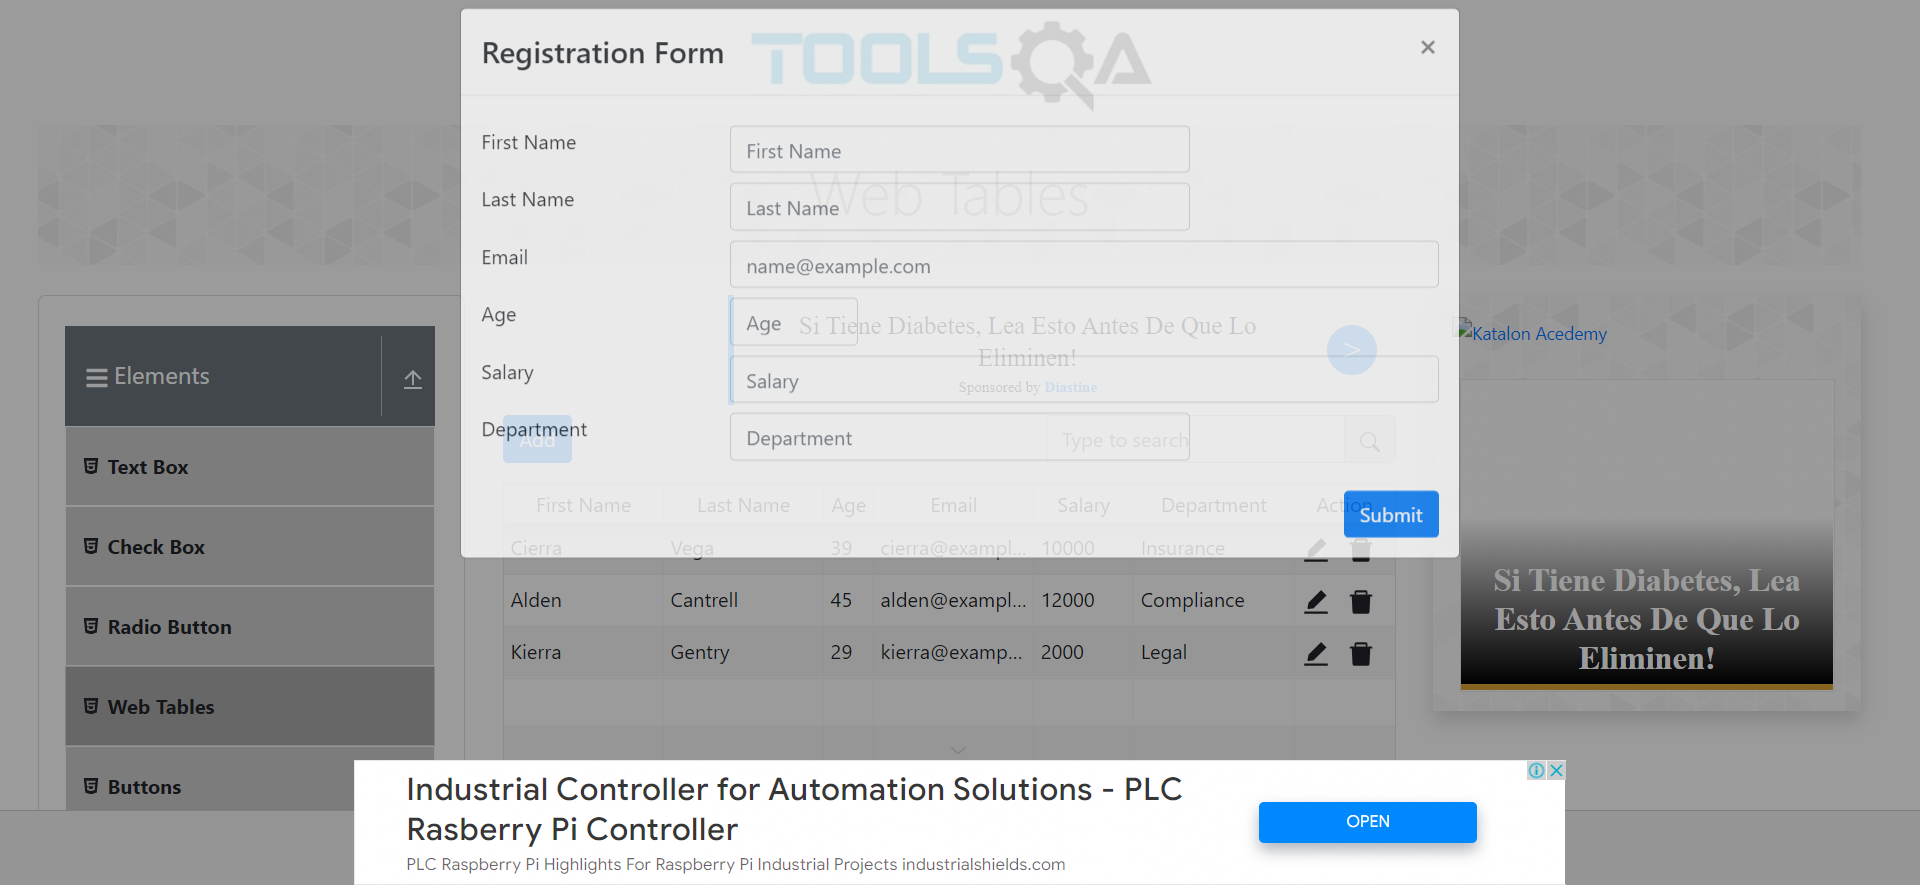 Registration Form
TOOLSQA
×
First Name
First Name
Web Tables
Last Name
Last Name
Email
name@example.com
Age
Age
Si Tiene Diabetes, Lea Esto Antes De Que Lo
Eliminen!
>
Sponsored by Diastine
Salary
Salary
Department
Department
Add
Type to search
Submit
First Name Last Name Age Email Salary Department Action
Cierra Vega 39 cierra@exampl... 10000 Insurance
Alden Cantrell 45 alden@exampl... 12000 Compliance
Kierra Gentry 29 kierra@examp... 2000 Legal
Elements
Text Box
Check Box
Radio Button
Web Tables
Buttons
Katalon Acedemy
Si Tiene Diabetes, Lea
Esto Antes De Que Lo
Eliminen!
Industrial Controller for Automation Solutions - PLC
Rasberry Pi Controller
PLC Raspberry Pi Highlights For Raspberry Pi Industrial Projects industrialshields.com
OPEN